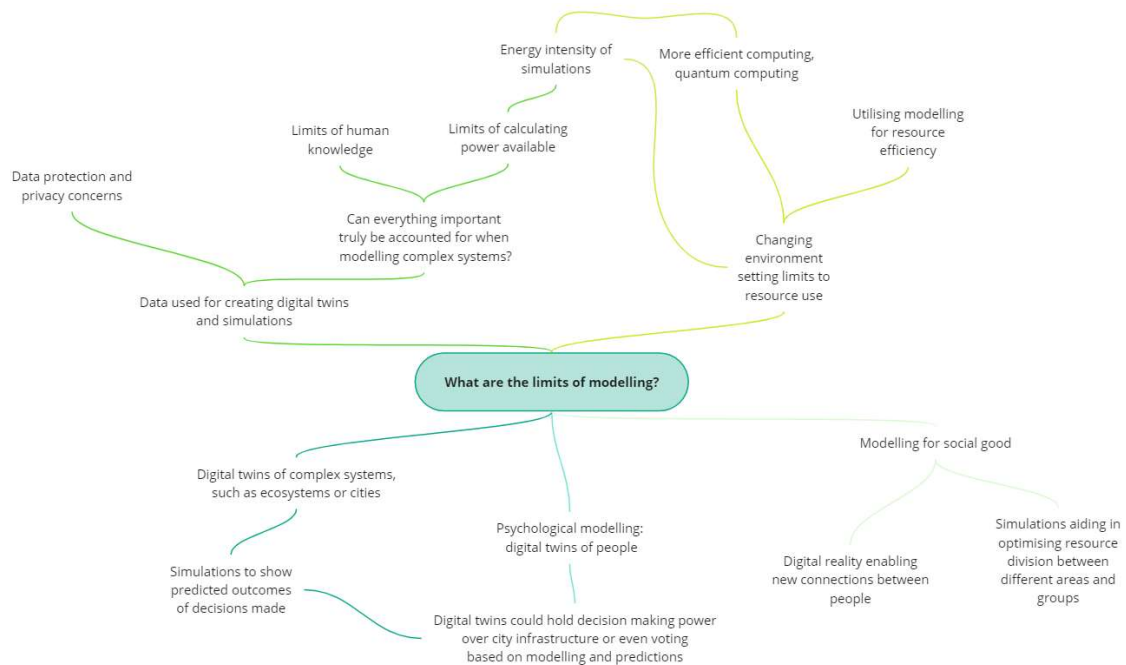 Energy intensity of
simulations
More efficient computing,
quantum computing
Limits of human
knowledge
Limits of calculating
power available
Utilising modelling
for resource
efficiency
Data protection and
privacy concerns
Can everything important
truly be accounted for when
modelling complex systems?
Changing
environment
setting limits to
resource use
Data used for creating digital twins
and simulations
What are the limits of modelling?
Digital twins of complex systems,
such as ecosystems or cities
Modelling for social good
Psychological modelling:
digital twins of people
Simulations to show
predicted outcomes
of decisions made
Digital reality enabling
new connections between
people
Simulations aiding in
optimising resource
division between
different areas and
groups
Digital twins could hold decision making power
over city infrastructure or even voting
based on modelling and predictions